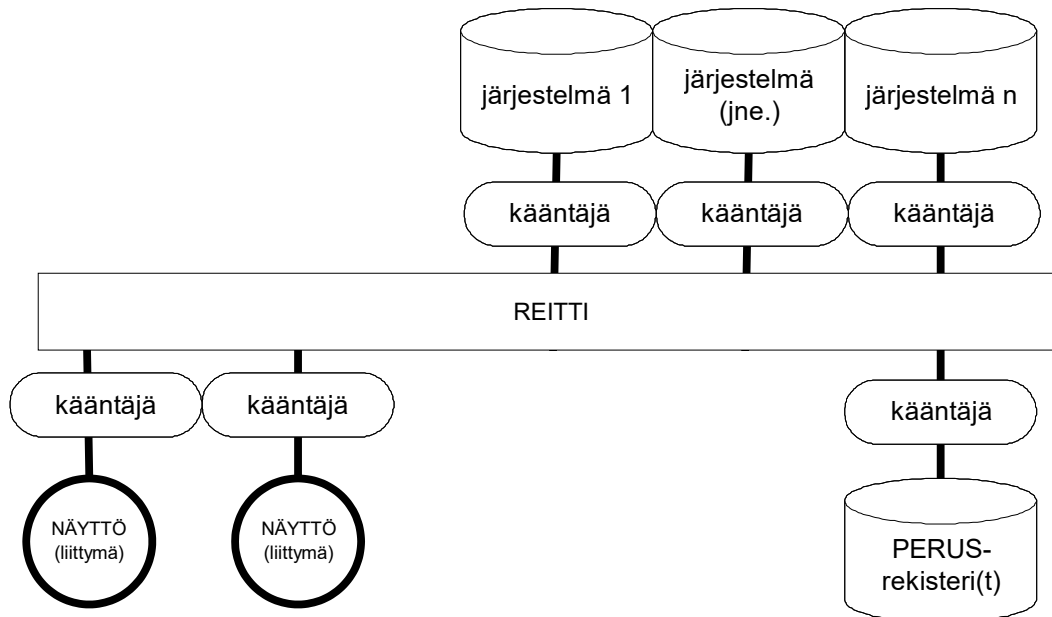 järjestelmä 1
järjestelmä
(jne.)
järjestelmä n
kääntäjä
kääntäjä
kääntäjä
REITTI
kääntäjä
kääntäjä
kääntäjä
NÄYTTÖ
(liittymä)
NÄYTTÖ
(liittymä)
PERUS-
rekisteri(t)